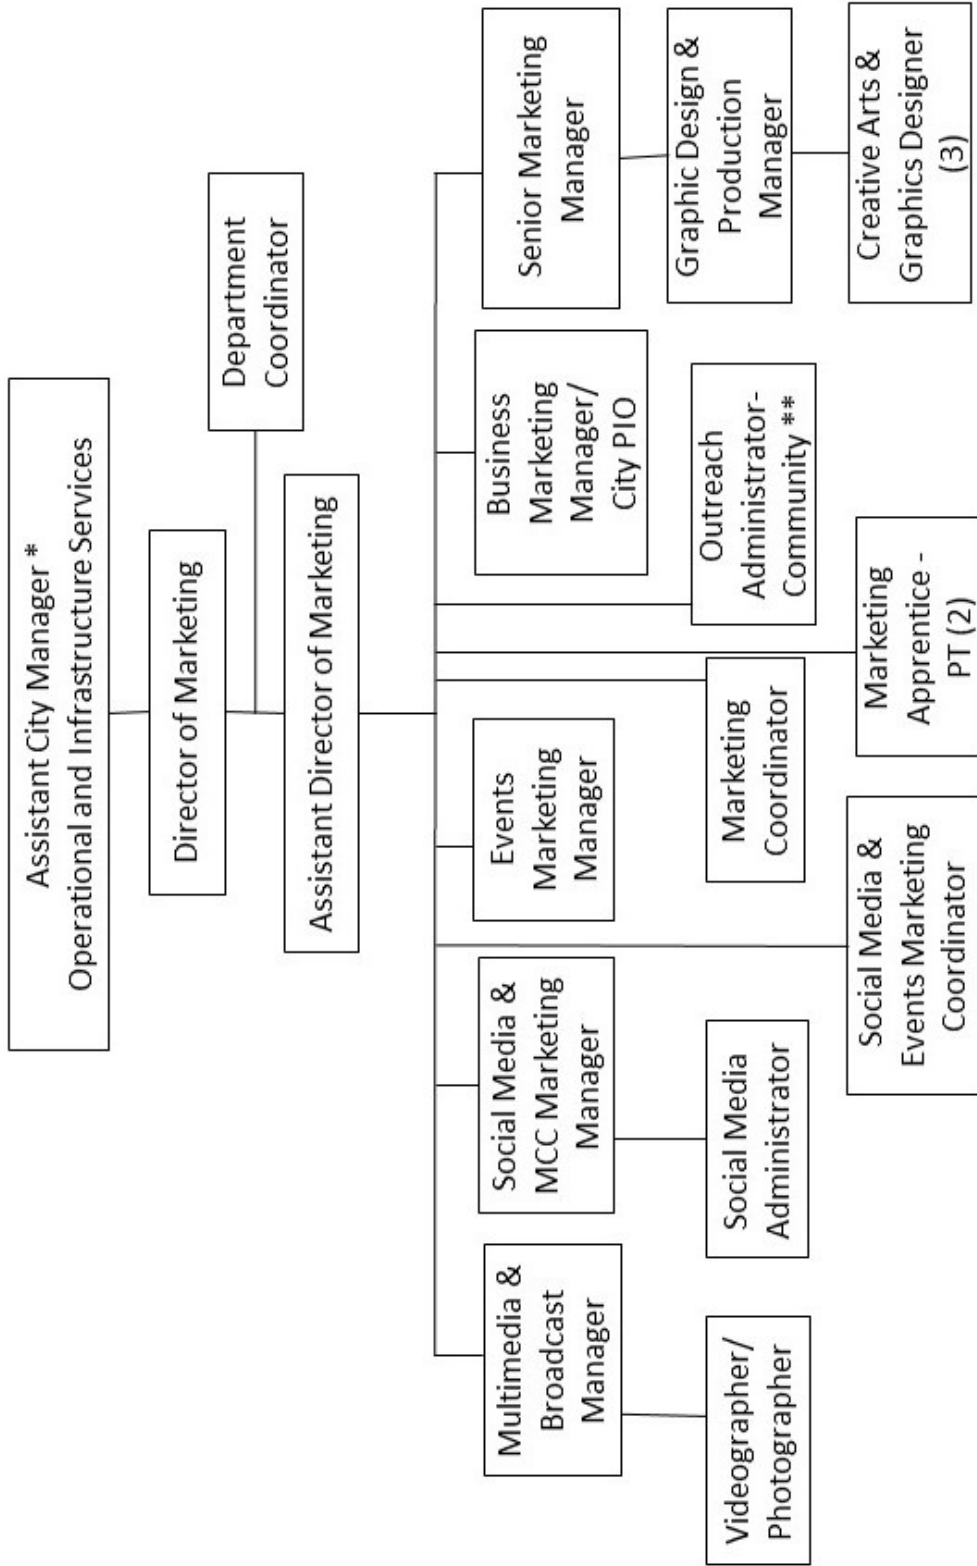 Assistant City Manager *
Operational and Infrastructure Services
Director of Marketing
Department
Coordinator
Assistant Director of Marketing
Multimedia &
Broadcast
Manager
Social Media &
MCC Marketing
Manager
Events
Marketing
Manager
Business
Marketing
Manager/
City PIO
Senior Marketing
Manager
Videographer/
Photographer
Social Media
Administrator
Marketing
Coordinator
Outreach
Administrator-
Community **
Graphic Design &
Production
Manager
Social Media &
Events Marketing
Coordinator
Marketing
Apprentice -
PT (2)
Creative Arts &
Graphics Designer
(3)